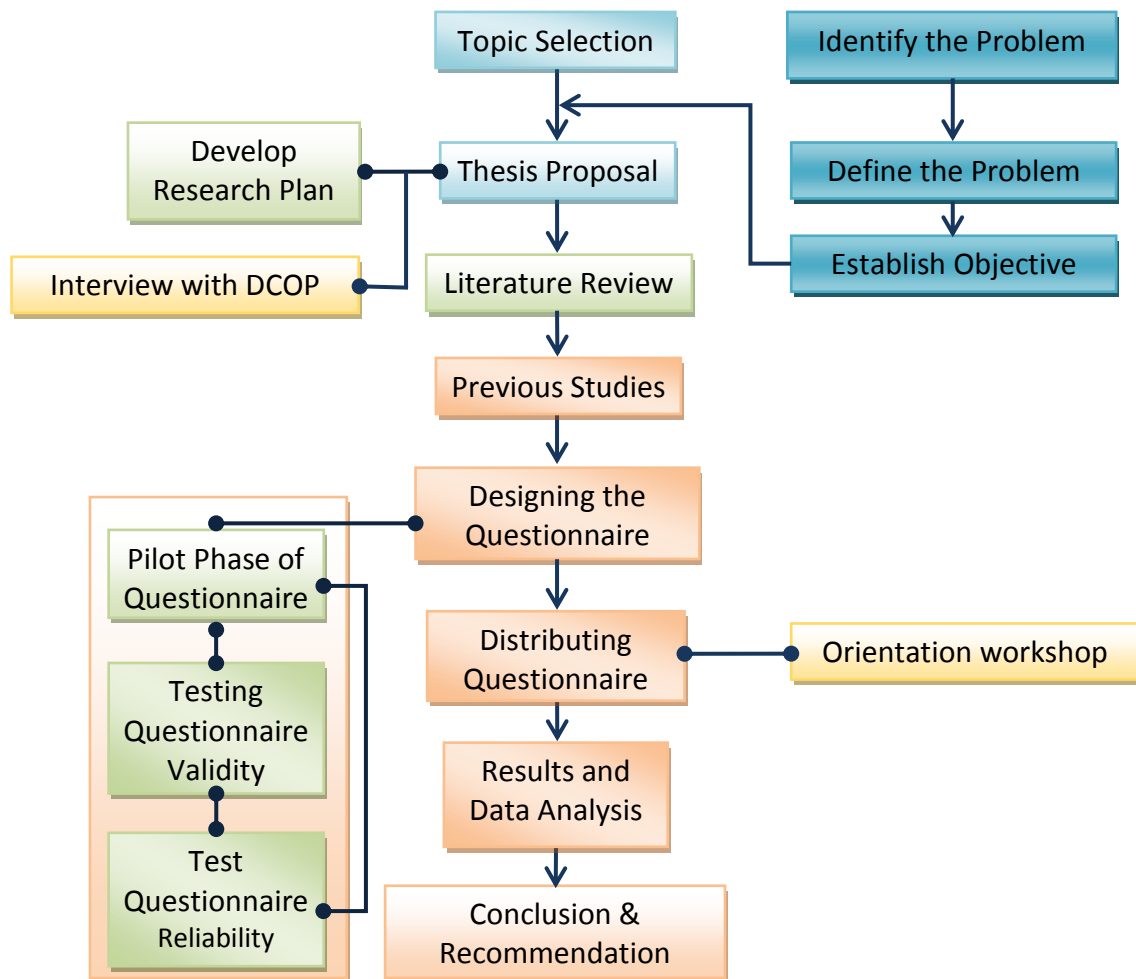 Topic Selection
Identify the Problem
Develop
Research Plan
Thesis Proposal
Define the Problem
Interview with DCOP
Literature Review
Establish Objective
Previous Studies
Designing the
Questionnaire
Pilot Phase of
Questionnaire
Distributing
Questionnaire
Orientation workshop
Testing
Questionnaire
Validity
Results and
Data Analysis
Test
Questionnaire
Reliability
Conclusion &
Recommendation